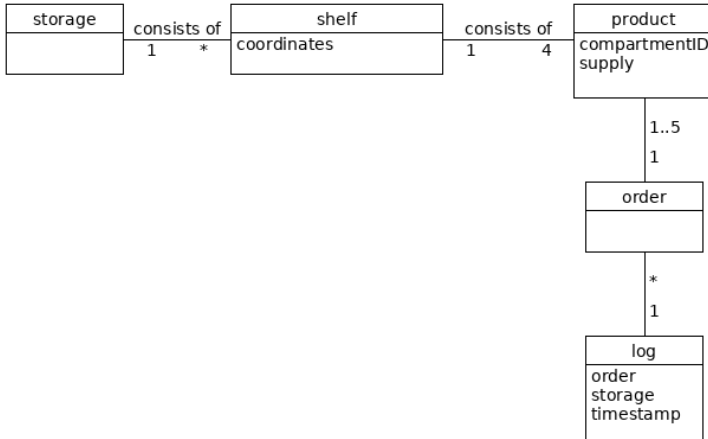 storage
consists of
1 *
shelf
coordinates
consists of
1 4
product
compartmentID
supply
1..5
1
order
*
1
log
order
storage
timestamp